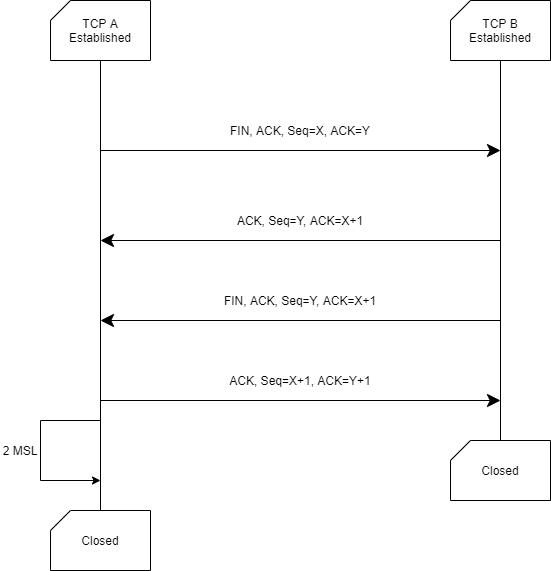 TCP A
Established
TCP B
Established
FIN, ACK, Seq=X, ACK=Y
ACK, Seq=Y, ACK=X+1
FIN, ACK, Seq=Y, ACK=X+1
ACK, Seq=X+1, ACK=Y+1
2 MSL
Closed
Closed